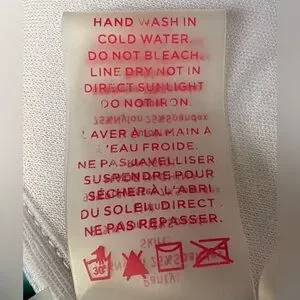 HAND WASH IN
COLD WATER.
DO NOT BLEACH.
LINE DRY NOT IN
DIRECT SUNLIGHT
DO NOT IRON.
LAVER À LA MAIN À
L'EAU FROIDE.
NE PAS JAVELLISER
SUSPENDRE POUR
SÉCHER À L'ABRI
DU SOLEIL DIRECT.
NE PAS REPASSER.
30°